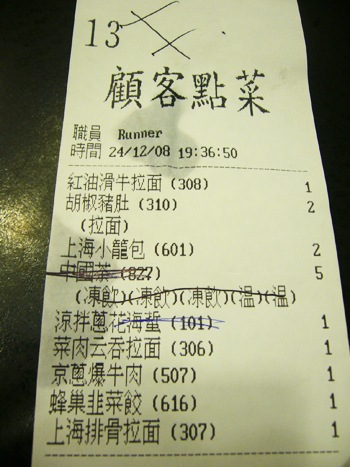 13
顧客點菜
職員 Runner
時間 24/12/08 19:36:50
紅油滑牛拉面 (308) 1
胡椒豬肚 (310) 2
(拉面)
上海小籠包 (601) 2
中國茶 (827) 5
(凍飲)(凍飲)(凍飲)(溫)(溫)
涼拌蔥花海蜇 (101) 1
菜肉云吞拉面 (306) 1
京蔥爆牛肉 (507) 1
蜂巢韭菜餃 (616) 1
上海排骨拉面 (307) 1